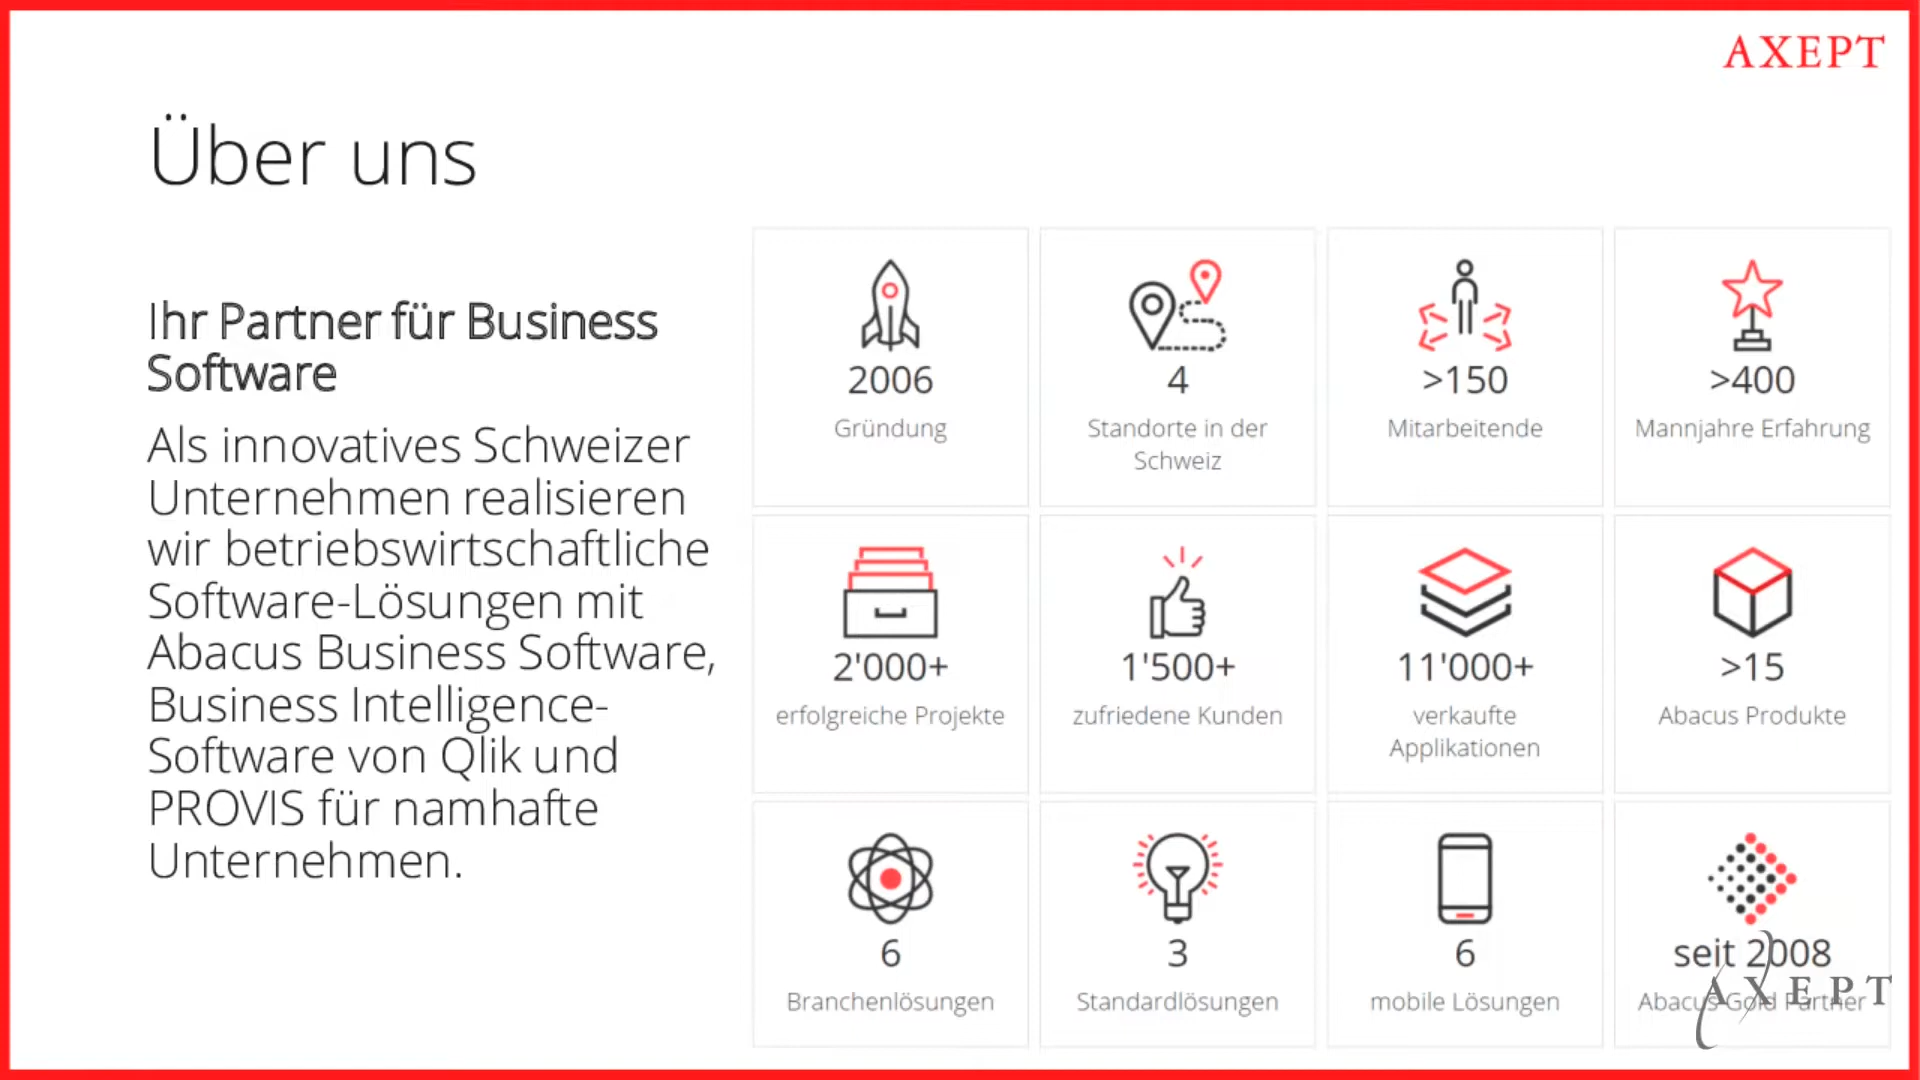 AXEPT
Über uns
Ihr Partner für Business
Software
Als innovatives Schweizer
Unternehmen realisieren
wir betriebswirtschaftliche
Software-Lösungen mit
Abacus Business Software,
Business Intelligence-
Software von Qlik und
PROVIS für namhafte
Unternehmen.
2006
Gründung
4
Standorte in der
Schweiz
>150
Mitarbeitende
>400
Mannjahre Erfahrung
2'000+
erfolgreiche Projekte
1'500+
zufriedene Kunden
11'000+
verkaufte
Applikationen
>15
Abacus Produkte
6
Branchenlösungen
3
Standardlösungen
6
mobile Lösungen
seit 2008
Abacus Gold Partner
AXEPT